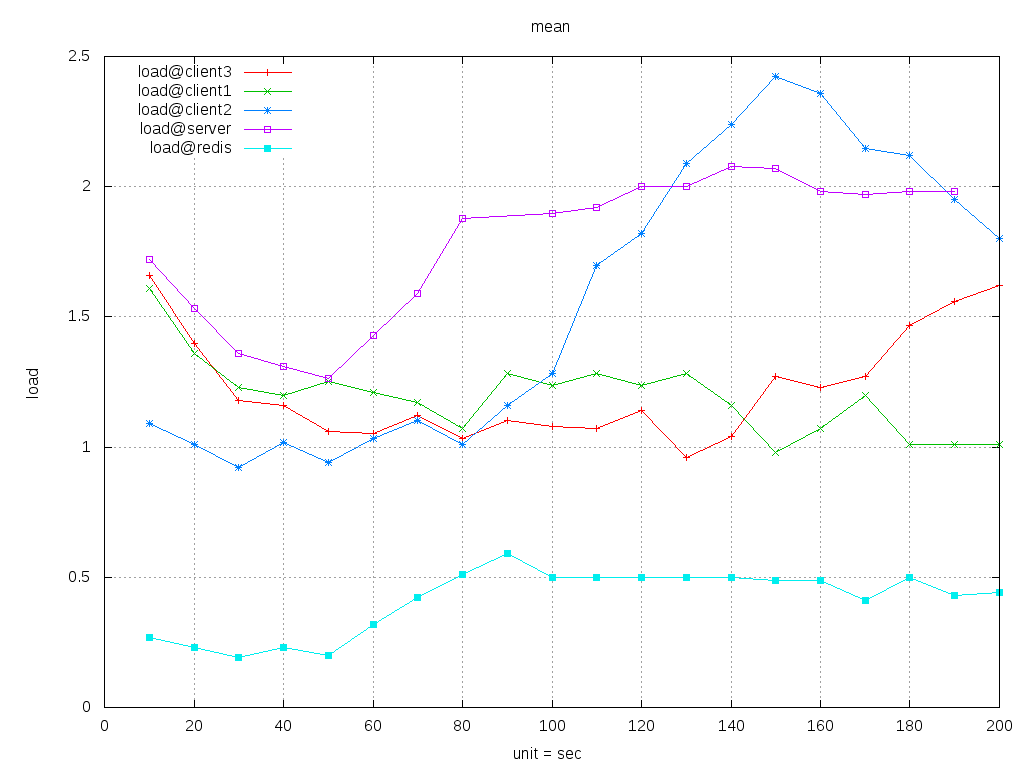 mean
2.5
load@client3
load@client1
load@client2
load@server
load@redis
2
1.5
load
1
0.5
0
0 20 40 60 80 100 120 140 160 180 200
unit = sec